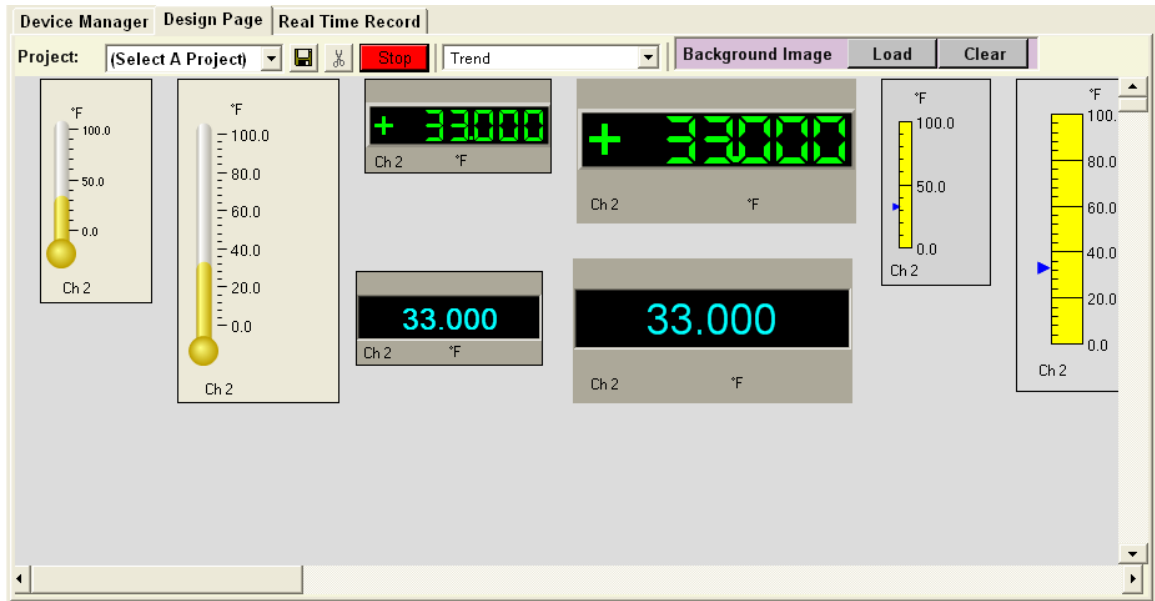 Device Manager Design Page Real Time Record
Project: (Select A Project) Stop Trend Background Image Load Clear
°F
100.0
50.0
0.0
Ch 2
°F
100.0
80.0
60.0
40.0
20.0
0.0
Ch 2
+ 33.000
Ch 2 °F
+ 33.000
Ch 2 °F
33.000
Ch 2 °F
33.000
Ch 2 °F
°F
100.0
50.0
0.0
Ch 2
°F
100.
80.0
60.0
40.0
20.0
0.0
Ch 2